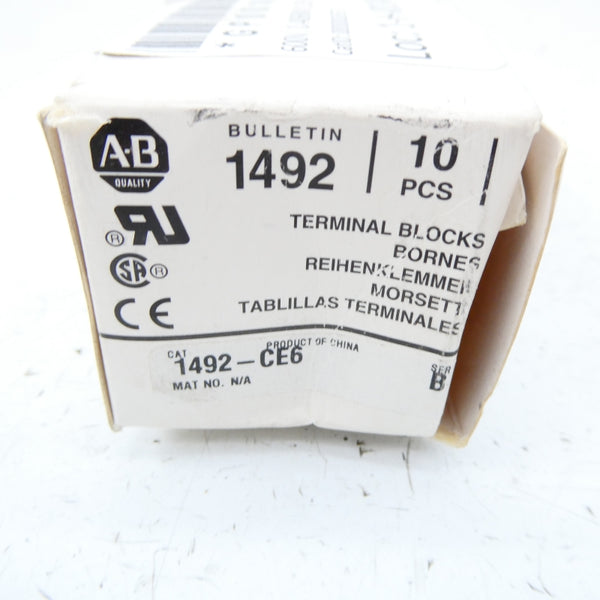 A-B
QUALITY
BULLETIN
1492
10
PCS
TERMINAL BLOCKS
BORNES
REIHENKLEMMEN
MORSETT
TABLILLAS TERMINALES
PRODUCT OF CHINA
CAT
1492-CE6
MAT NO. N/A
SER
B